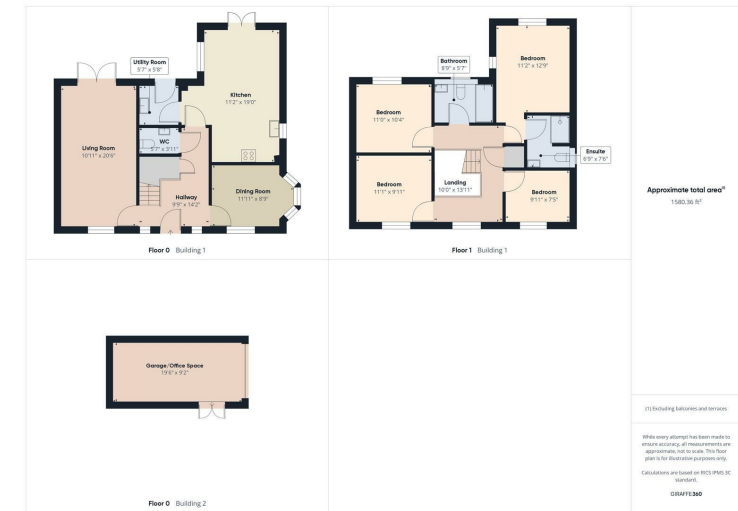 Utility Room
5'7" x 5'6"
Kitchen
11'2" x 19'0"
WC
5'7" x 3'11"
Living Room
10'11" x 20'6"
Hallway
9'9" x 14'2"
Dining Room
11'11" x 8'9"
Floor 0 Building 1
Bedroom
11'2" x 12'9"
Bathroom
8'9" x 5'7"
Bedroom
11'0" x 10'4"
Ensuite
6'9" x 7'6"
Landing
10'0" x 13'11"
Bedroom
11'1" x 9'11"
Bedroom
9'11" x 7'5"
Floor 1 Building 1
Approximate total area⁽¹⁾
1580.36 ft²
Garage/Office Space
19'6" x 9'2"
Floor 0 Building 2
(1) Excluding balconies and terraces
While every attempt has been made to
ensure accuracy, all measurements are
approximate, not to scale. This floor
plan is for illustrative purposes only.
Calculations are based on RICS IPMS 3C
standard.
GIRAFFE360